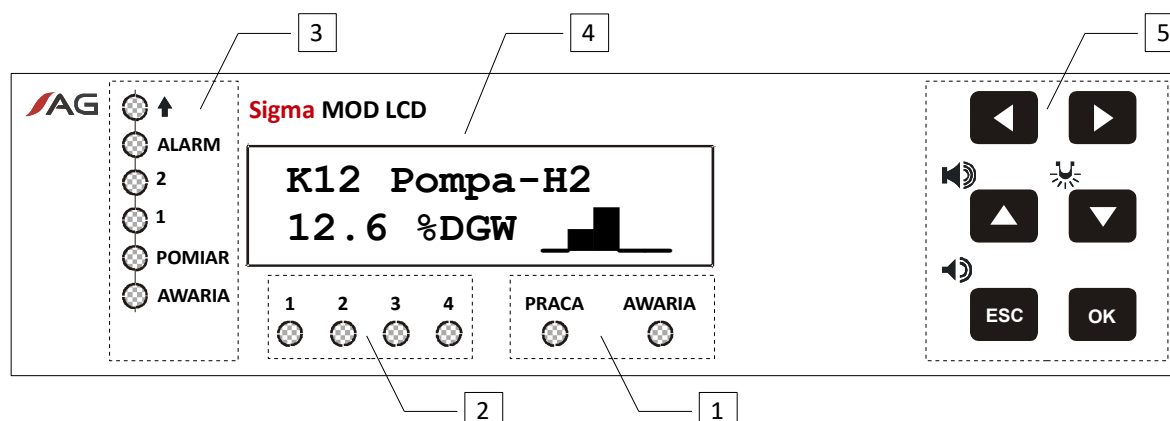 3
4
5
AG
Sigma MOD LCD
ALARM
2
1
POMIAR
AWARIA
K12 Pompa-H2
12.6 %DGW
1 2 3 4
PRACA AWARIA
ESC OK
2
1